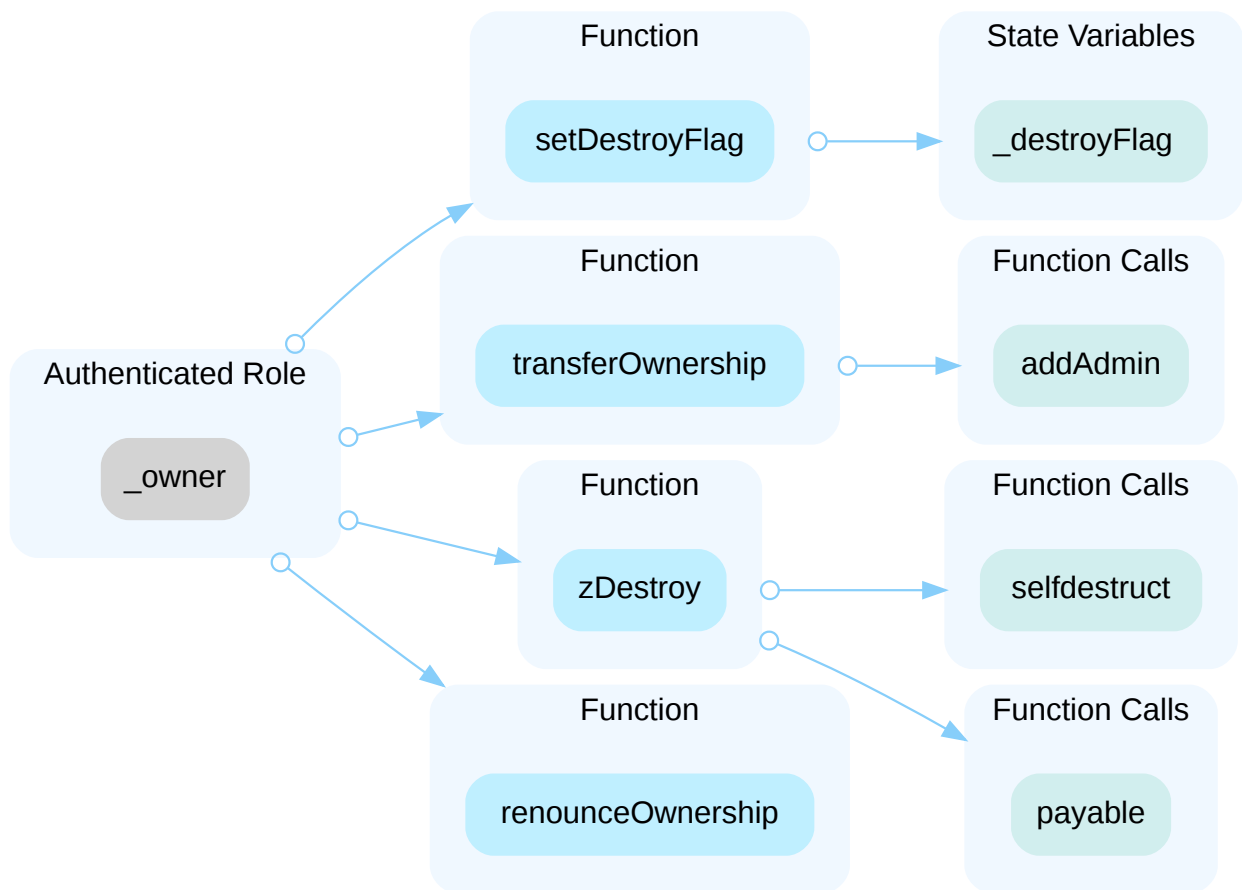 Authenticated Role
_owner
Function
setDestroyFlag
State Variables
_destroyFlag
Function
transferOwnership
Function Calls
addAdmin
Function
zDestroy
Function Calls
selfdestruct
Function
renounceOwnership
Function Calls
payable